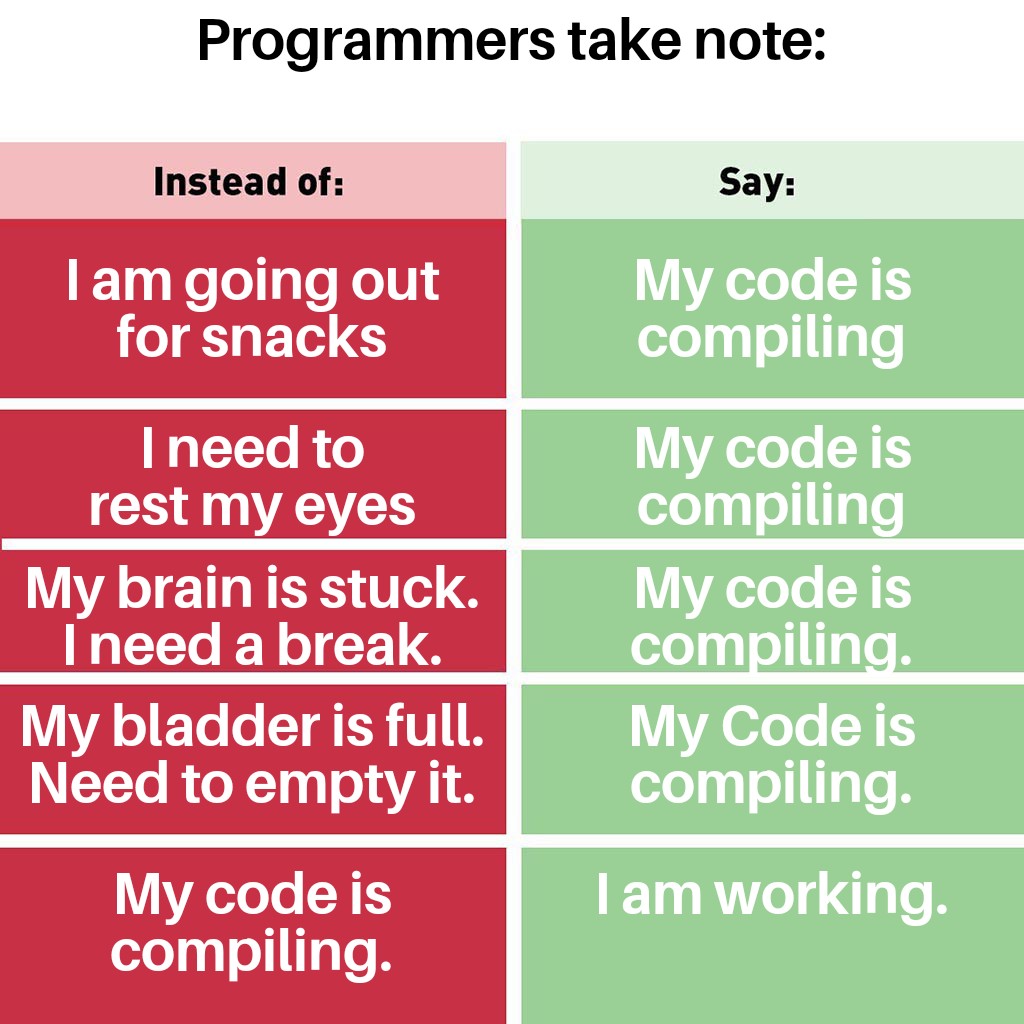 Programmers take note:
Instead of:
Say:
I am going out
for snacks
My code is
compiling
I need to
rest my eyes
My code is
compiling
My brain is stuck.
I need a break.
My code is
compiling.
My bladder is full.
Need to empty it.
My Code is
compiling.
My code is
compiling.
I am working.